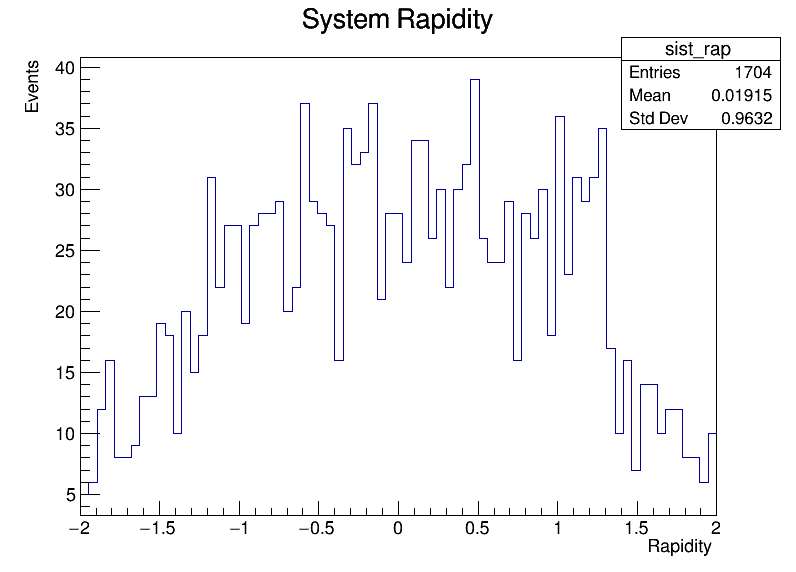 System Rapidity
sist_rap
Entries 1704
Mean 0.01915
Std Dev 0.9632
Events
40
35
30
25
20
15
10
5
−2 −1.5 −1 −0.5 0 0.5 1 1.5 2
Rapidity